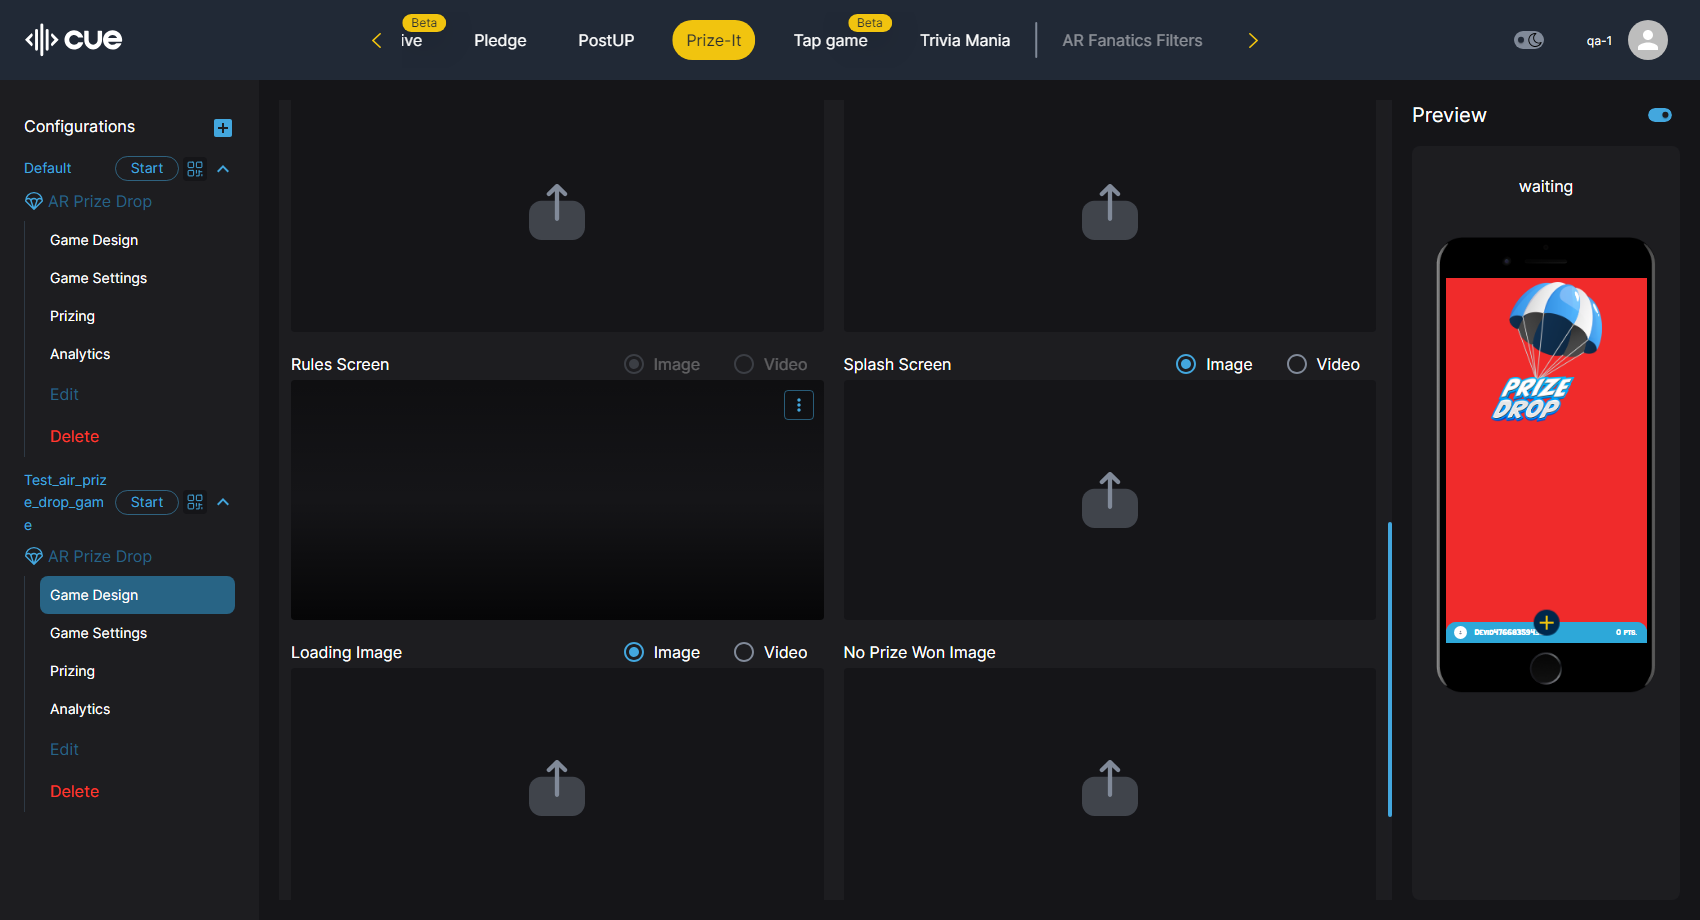 cue
Beta
ive
Pledge
PostUP
Prize-It
Beta
Tap game
Trivia Mania
AR Fanatics Filters
qa-1
Configurations
Default
Start
AR Prize Drop
Game Design
Game Settings
Prizing
Analytics
Edit
Delete
Test_air_priz
e_drop_gam
e
Start
AR Prize Drop
Game Design
Game Settings
Prizing
Analytics
Edit
Delete
Rules Screen
Image
Video
Splash Screen
Image
Video
Loading Image
Image
Video
No Prize Won Image
Preview
waiting
PRIZE
DROP
0 PTS.